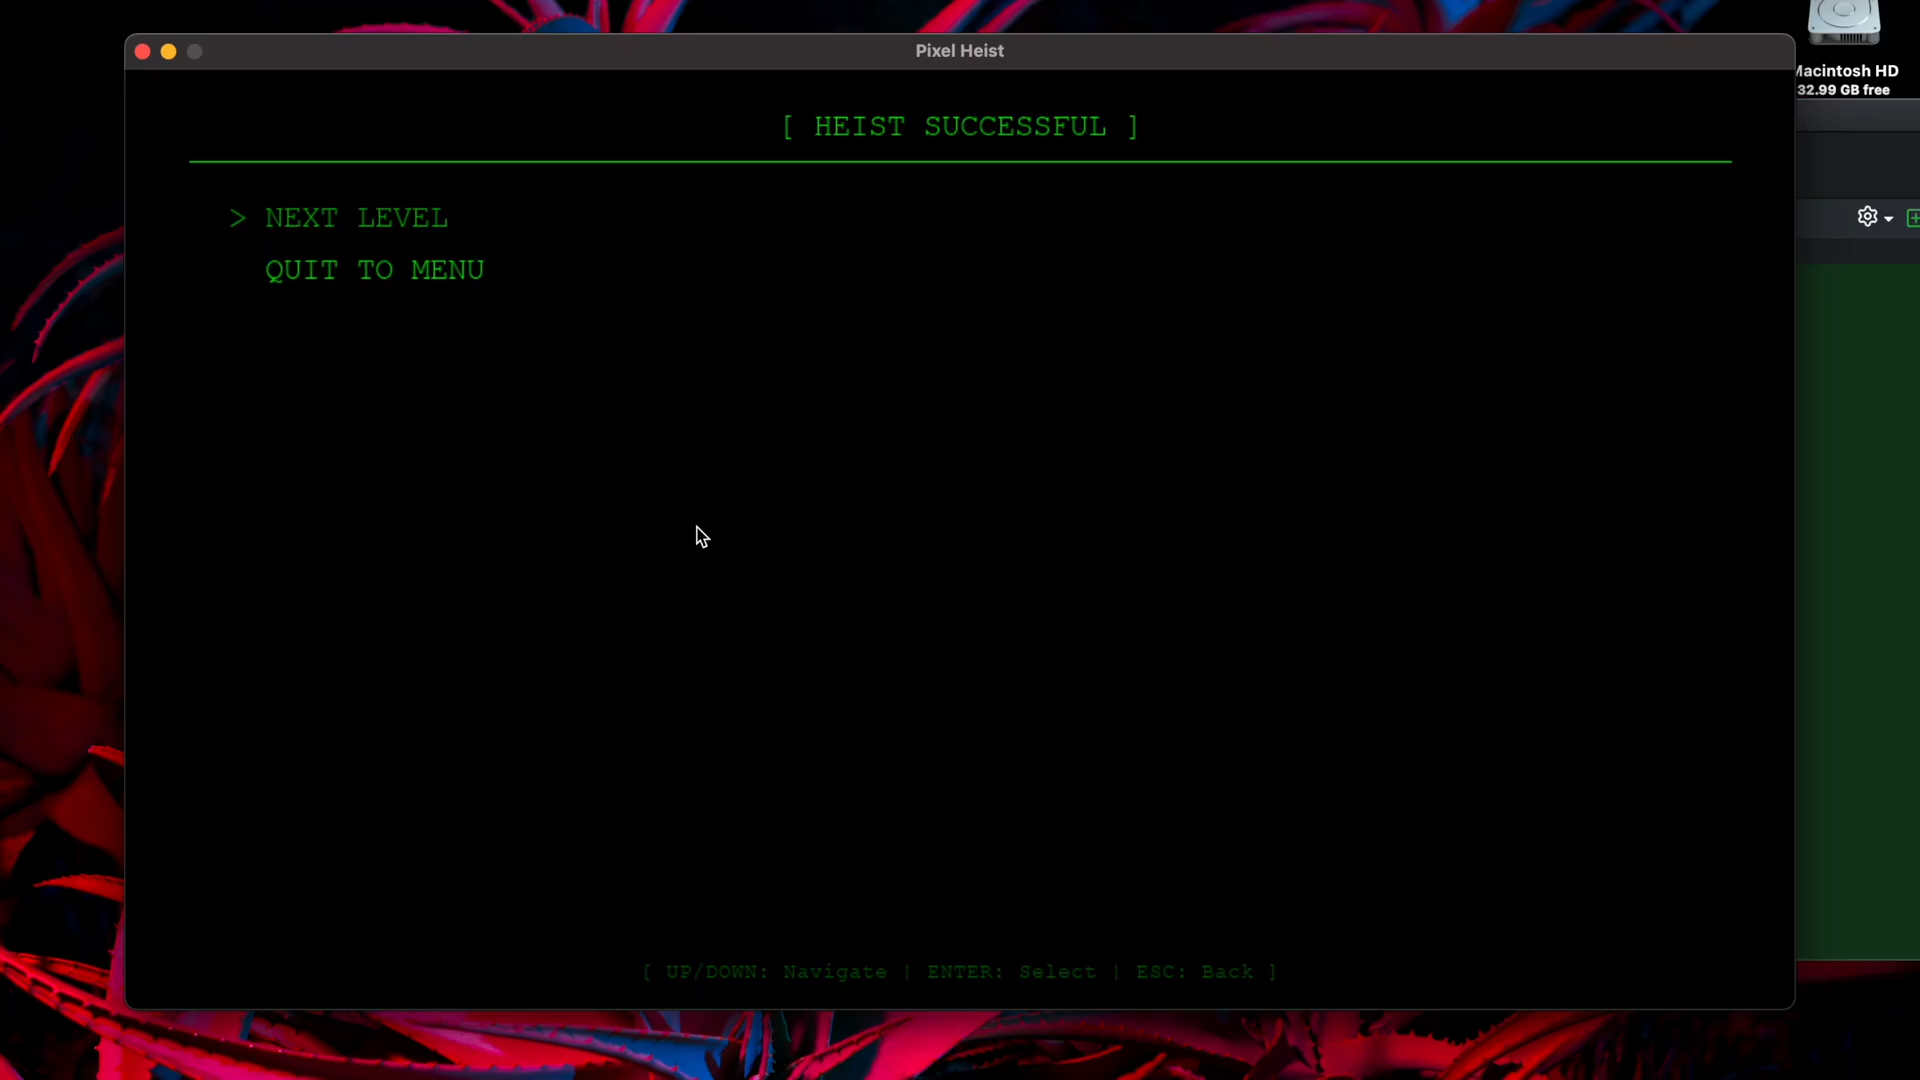 Pixel Heist
Macintosh HD
32.99 GB free
[ HEIST SUCCESSFUL ]
> NEXT LEVEL
QUIT TO MENU
[ UP/DOWN: Navigate | ENTER: Select | ESC: Back ]